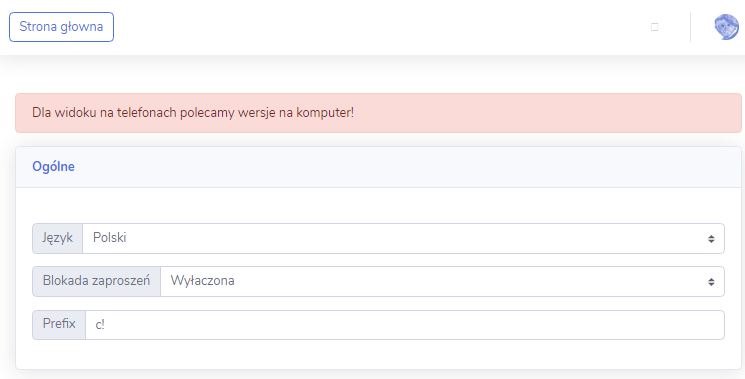 Strona głowna
Dla widoku na telefonach polecamy wersje na komputer!
Ogólne
Język Polski
Blokada zaproszeń Wyłaczona
Prefix c!